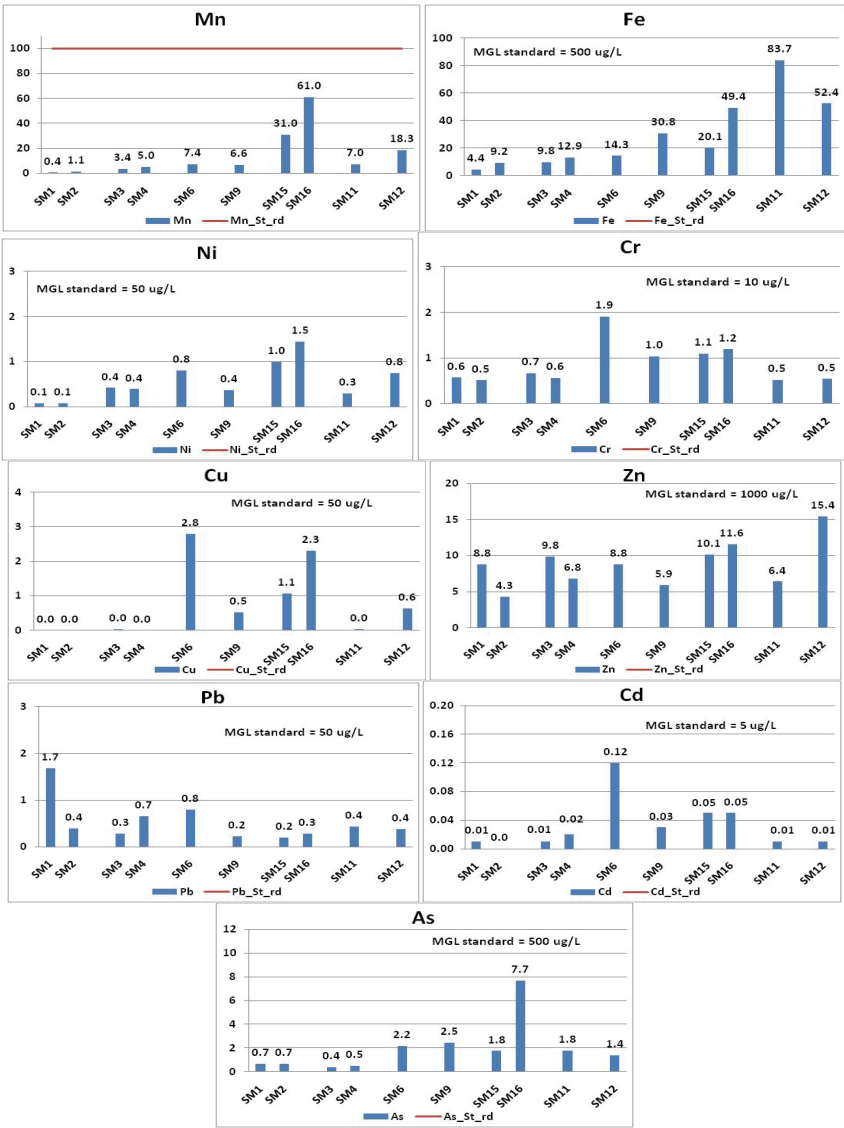 Mn
100
80
60
40
20
0
0.4 1.1 3.4 5.0 7.4 6.6 31.0 61.0 7.0 18.3
SM1 SM2 SM3 SM4 SM6 SM9 SM15 SM16 SM11 SM12
Mn Mn_St_rd
Fe
MGL standard = 500 ug/L
100
80
60
40
20
0
4.4 9.2 9.8 12.9 14.3 30.8 20.1 49.4 83.7 52.4
SM1 SM2 SM3 SM4 SM6 SM9 SM15 SM16 SM11 SM12
Fe Fe_St_rd
Ni
MGL standard = 50 ug/L
3
2
1
0
0.1 0.1 0.4 0.4 0.8 0.4 1.0 1.5 0.3 0.8
SM1 SM2 SM3 SM4 SM6 SM9 SM15 SM16 SM11 SM12
Ni Ni_St_rd
Cr
MGL standard = 10 ug/L
3
2
1
0
0.6 0.5 0.7 0.6 1.9 1.0 1.1 1.2 0.5 0.5
SM1 SM2 SM3 SM4 SM6 SM9 SM15 SM16 SM11 SM12
Cr Cr_St_rd
Cu
MGL standard = 50 ug/L
4
3
2
1
0
0.0 0.0 0.0 0.0 2.8 0.5 1.1 2.3 0.0 0.6
SM1 SM2 SM3 SM4 SM6 SM9 SM15 SM16 SM11 SM12
Cu Cu_St_rd
Zn
MGL standard = 1000 ug/L
20
15
10
5
0
8.8 4.3 9.8 6.8 8.8 5.9 10.1 11.6 6.4 15.4
SM1 SM2 SM3 SM4 SM6 SM9 SM15 SM16 SM11 SM12
Zn Zn_St_rd
Pb
MGL standard = 50 ug/L
3
2
1
0
1.7 0.4 0.3 0.7 0.8 0.2 0.2 0.3 0.4 0.4
SM1 SM2 SM3 SM4 SM6 SM9 SM15 SM16 SM11 SM12
Pb Pb_St_rd
Cd
MGL standard = 5 ug/L
0.20
0.16
0.12
0.08
0.04
0.00
0.01 0.0 0.01 0.02 0.12 0.03 0.05 0.05 0.01 0.01
SM1 SM2 SM3 SM4 SM6 SM9 SM15 SM16 SM11 SM12
Cd Cd_St_rd
As
MGL standard = 500 ug/L
12
10
8
6
4
2
0
0.7 0.7 0.4 0.5 2.2 2.5 1.8 7.7 1.8 1.4
SM1 SM2 SM3 SM4 SM6 SM9 SM15 SM16 SM11 SM12
As As_St_rd